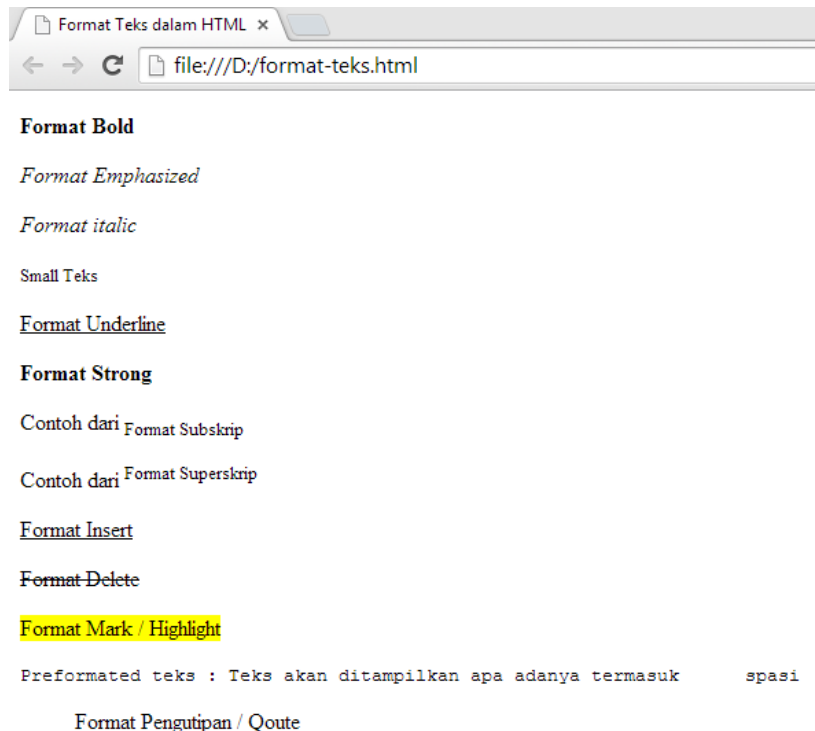 Format Teks dalam HTML ×
file:///D:/format-teks.html
Format Bold
Format Emphasized
Format italic
Small Teks
Format Underline
Format Strong
Contoh dari Format Subskrip
Contoh dari Format Superskrip
Format Insert
Format Delete
Format Mark / Highlight
Preformated teks : Teks akan ditampilkan apa adanya termasuk      spasi
Format Pengutipan / Qoute